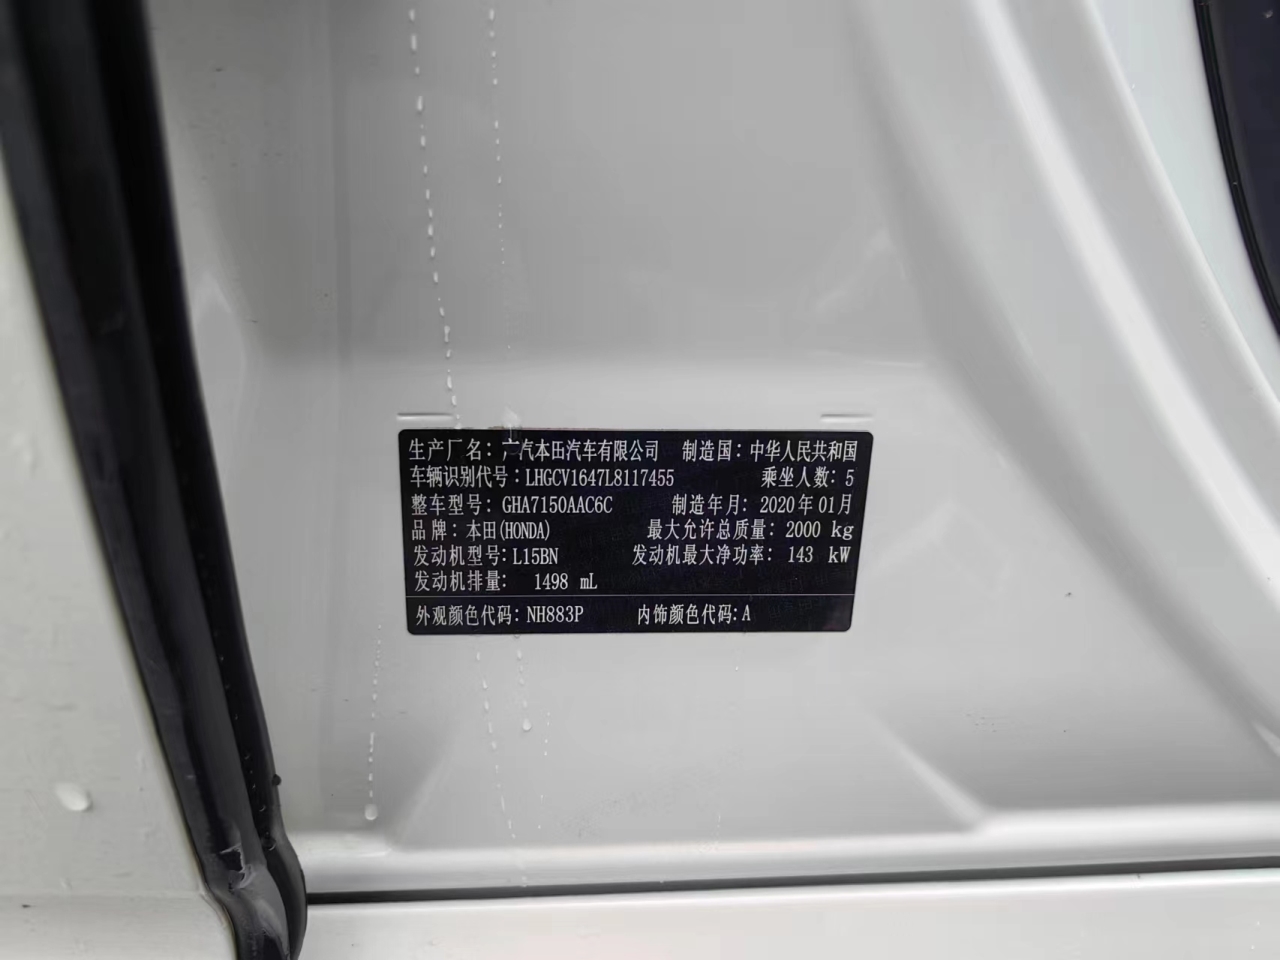 生产厂名：广汽本田汽车有限公司 制造国：中华人民共和国
车辆识别代号：LHGCV1647L8117455 乘坐人数：5
整车型号：GHA7150AAC6C 制造年月：2020年01月
品牌：本田(HONDA) 最大允许总质量：2000 kg
发动机型号：L15BN 发动机最大净功率：143 kW
发动机排量：1498 mL
外观颜色代码：NH883P 内饰颜色代码：A